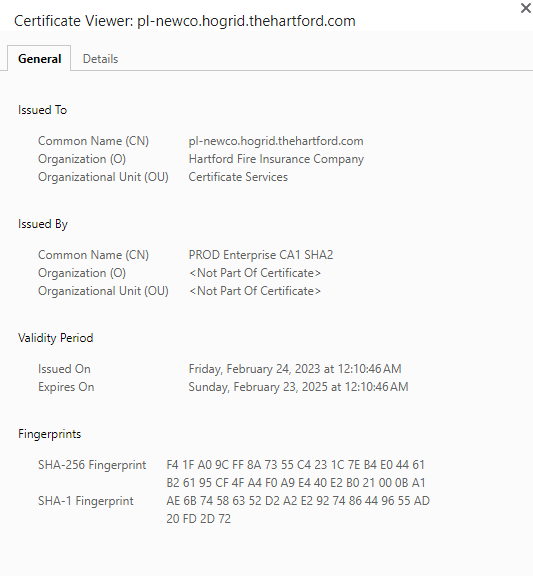 Certificate Viewer: pl-newco.hogrid.thehartford.com
General Details
Issued To
Common Name (CN) pl-newco.hogrid.thehartford.com
Organization (O) Hartford Fire Insurance Company
Organizational Unit (OU) Certificate Services
Issued By
Common Name (CN) PROD Enterprise CA1 SHA2
Organization (O) <Not Part Of Certificate>
Organizational Unit (OU) <Not Part Of Certificate>
Validity Period
Issued On Friday, February 24, 2023 at 12:10:46 AM
Expires On Sunday, February 23, 2025 at 12:10:46 AM
Fingerprints
SHA-256 Fingerprint F4 1F A0 9C FF 8A 73 55 C4 23 1C 7E B4 E0 44 61
B2 61 95 CF 4F A4 F0 A9 E4 40 E2 B0 21 00 0B A1
SHA-1 Fingerprint AE 6B 74 58 63 52 D2 A2 E2 92 74 86 44 96 55 AD
20 FD 2D 72